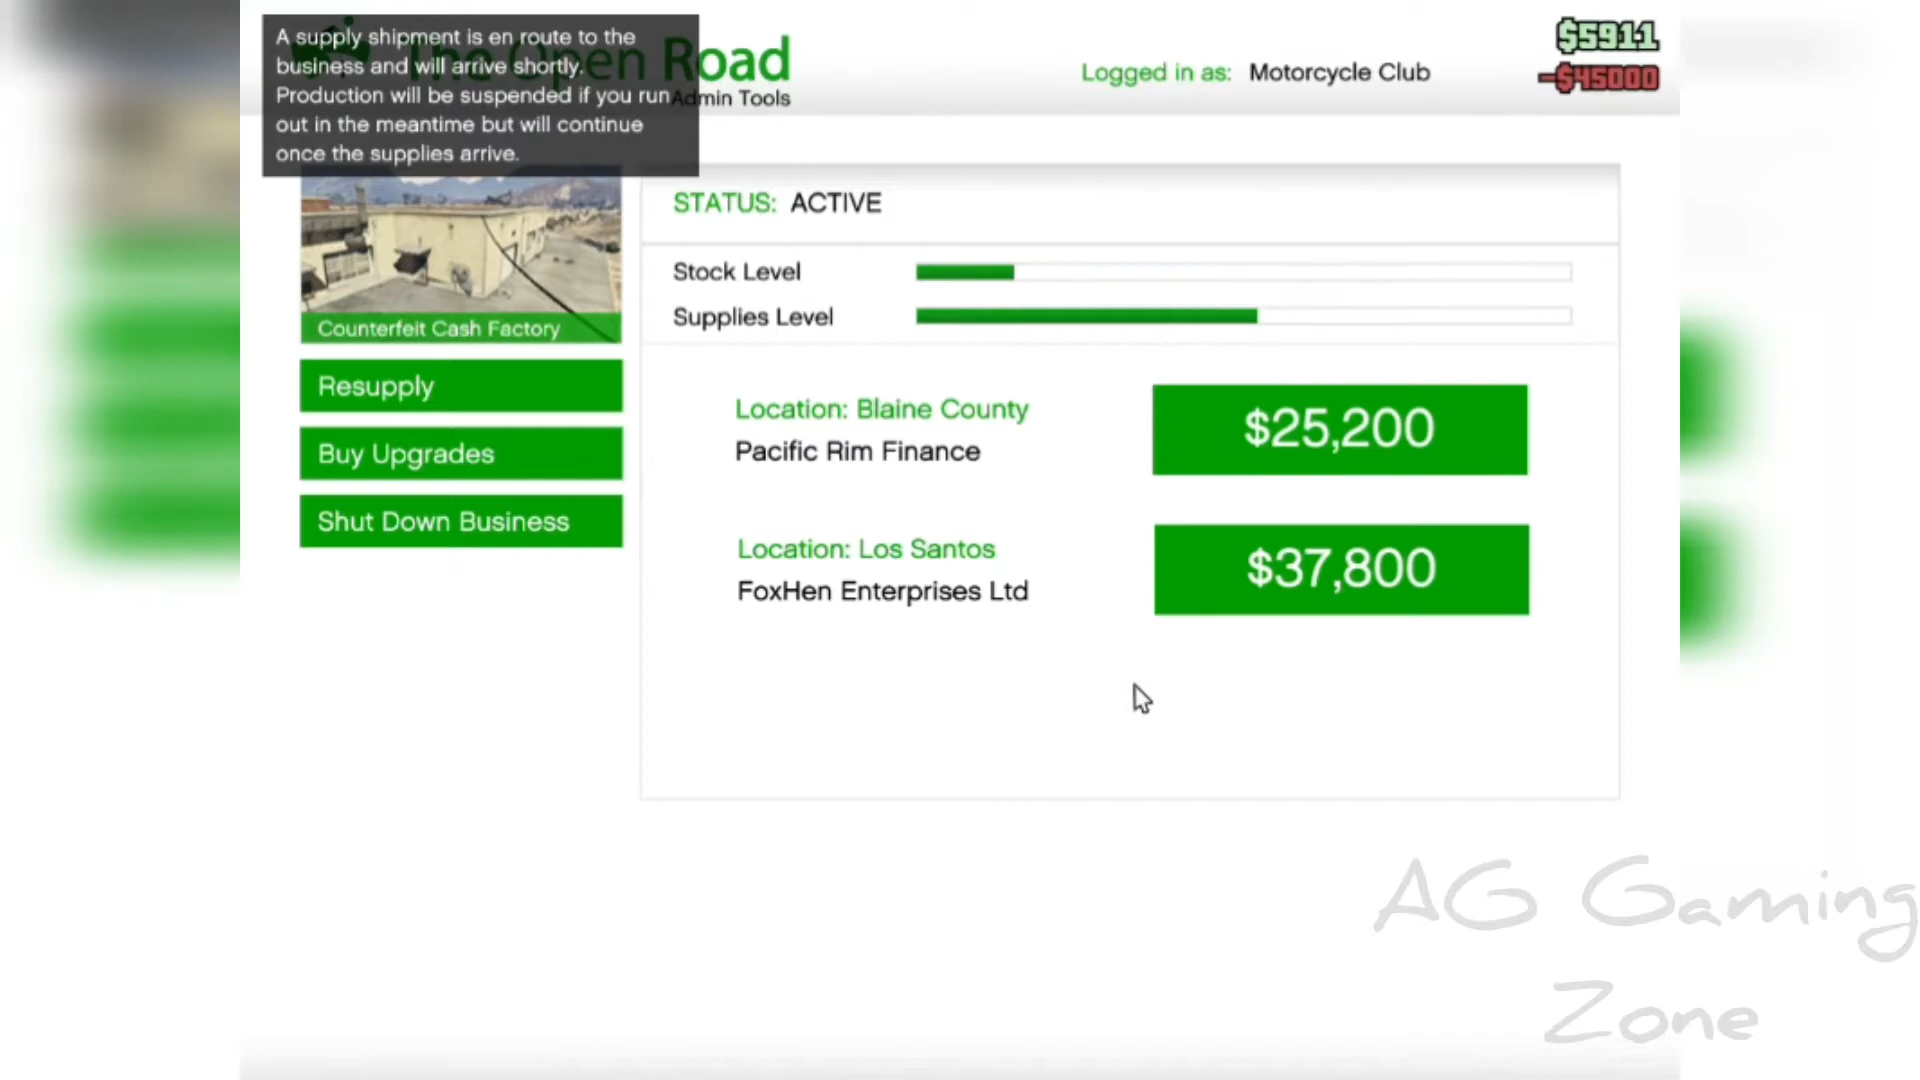 A supply shipment is en route to the
business and will arrive shortly.
Production will be suspended if you run
out in the meantime but will continue
once the supplies arrive.
The Open Road
Admin Tools
Logged in as: Motorcycle Club
$5911
-$45000
Counterfeit Cash Factory
Resupply
Buy Upgrades
Shut Down Business
STATUS: ACTIVE
Stock Level
Supplies Level
Location: Blaine County
Pacific Rim Finance
$25,200
Location: Los Santos
FoxHen Enterprises Ltd
$37,800
AG Gaming
Zone